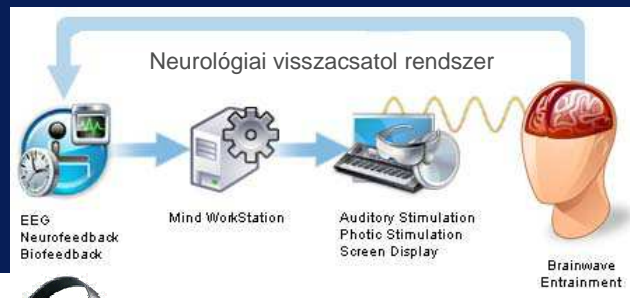 Neurológiai visszacsatol rendszer
EEG
Neurofeedback
Biofeedback
Mind WorkStation
Auditory Stimulation
Photic Stimulation
Screen Display
Brainwave
Entrainment